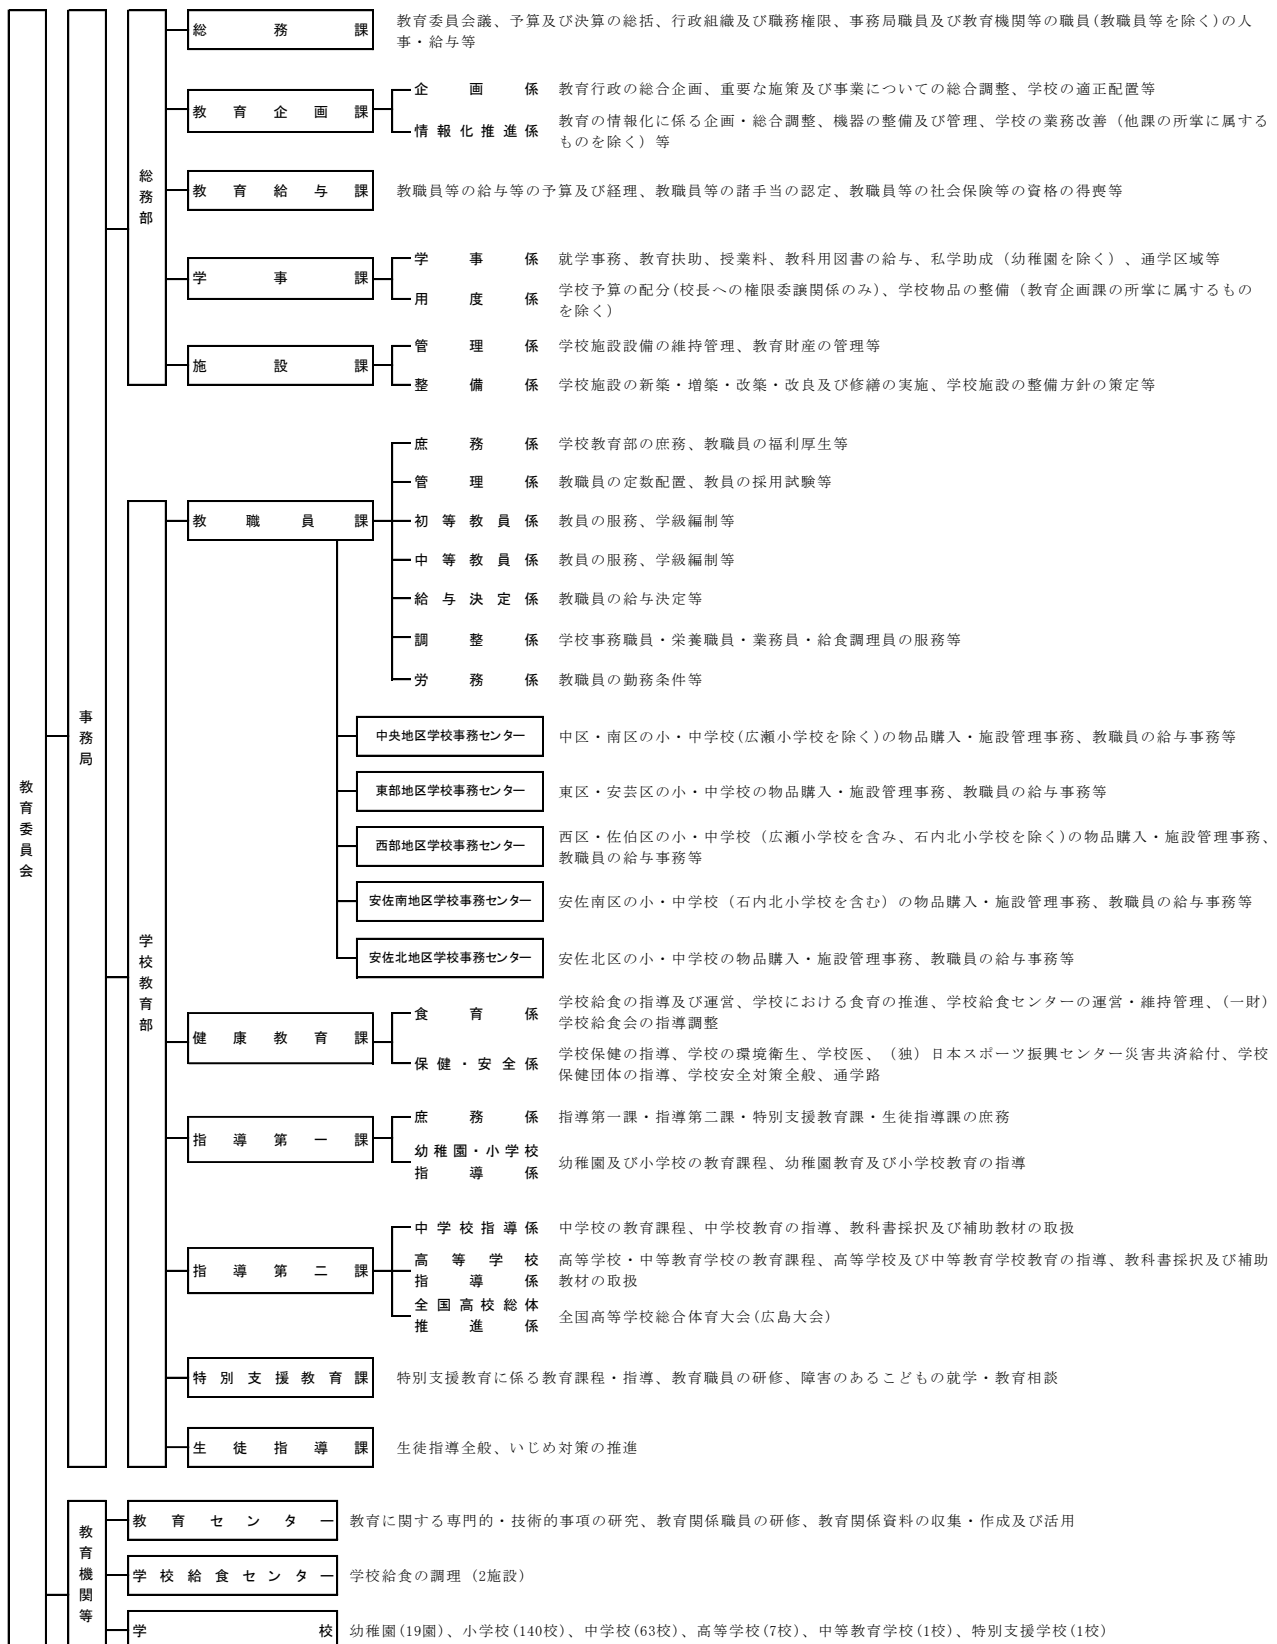 教育委員会
事務局
総務部
総務課
教育委員会議、予算及び決算の総括、行政組織及び職務権限、事務局職員及び教育機関等の職員(教職員等を除く)の人
事・給与等
教育企画課
企画係
教育行政の総合企画、重要な施策及び事業についての総合調整、学校の適正配置等
情報化推進係
教育の情報化に係る企画・総合調整、機器の整備及び管理、学校の業務改善（他課の所掌に属する
ものを除く）等
教育給与課
教職員等の給与等の予算及び経理、教職員等の諸手当の認定、教職員等の社会保険等の資格の得喪等
学事課
学事係
就学事務、教育扶助、授業料、教科用図書の給与、私学助成（幼稚園を除く）、通学区域等
用度係
学校予算の配分(校長への権限委譲関係のみ)、学校物品の整備（教育企画課の所掌に属するもの
を除く）
施設課
管理係
学校施設設備の維持管理、教育財産の管理等
整備係
学校施設の新築・増築・改築・改良及び修繕の実施、学校施設の整備方針の策定等
学校教育部
教職員課
庶務係
学校教育部の庶務、教職員の福利厚生等
管理係
教職員の定数配置、教員の採用試験等
初等教員係
教員の服務、学級編制等
中等教員係
教員の服務、学級編制等
給与決定係
教職員の給与決定等
調整係
学校事務職員・栄養職員・業務員・給食調理員の服務等
労務係
教職員の勤務条件等
中央地区学校事務センター
中区・南区の小・中学校(広瀬小学校を除く)の物品購入・施設管理事務、教職員の給与事務等
東部地区学校事務センター
東区・安芸区の小・中学校の物品購入・施設管理事務、教職員の給与事務等
西部地区学校事務センター
西区・佐伯区の小・中学校（広瀬小学校を含み、石内北小学校を除く)の物品購入・施設管理事務、
教職員の給与事務等
安佐南地区学校事務センター
安佐南区の小・中学校（石内北小学校を含む）の物品購入・施設管理事務、教職員の給与事務等
安佐北地区学校事務センター
安佐北区の小・中学校の物品購入・施設管理事務、教職員の給与事務等
健康教育課
食育係
学校給食の指導及び運営、学校における食育の推進、学校給食センターの運営・維持管理、(一財)
学校給食会の指導調整
保健・安全係
学校保健の指導、学校の環境衛生、学校医、（独）日本スポーツ振興センター災害共済給付、学校
保健団体の指導、学校安全対策全般、通学路
指導第一課
庶務係
指導第一課・指導第二課・特別支援教育課・生徒指導課の庶務
幼稚園・小学校
指導係
幼稚園及び小学校の教育課程、幼稚園教育及び小学校教育の指導
指導第二課
中学校指導係
中学校の教育課程、中学校教育の指導、教科書採択及び補助教材の取扱
高等学校
指導係
高等学校・中等教育学校の教育課程、高等学校及び中等教育学校教育の指導、教科書採択及び補助
教材の取扱
全国高校総体
推進係
全国高等学校総合体育大会(広島大会)
特別支援教育課
特別支援教育に係る教育課程・指導、教育職員の研修、障害のあるこどもの就学・教育相談
生徒指導課
生徒指導全般、いじめ対策の推進
教育機関等
教育センター
教育に関する専門的・技術的事項の研究、教育関係職員の研修、教育関係資料の収集・作成及び活用
学校給食センター
学校給食の調理（2施設）
学校
幼稚園(19園)、小学校(140校)、中学校(63校)、高等学校(7校)、中等教育学校(1校)、特別支援学校(1校)